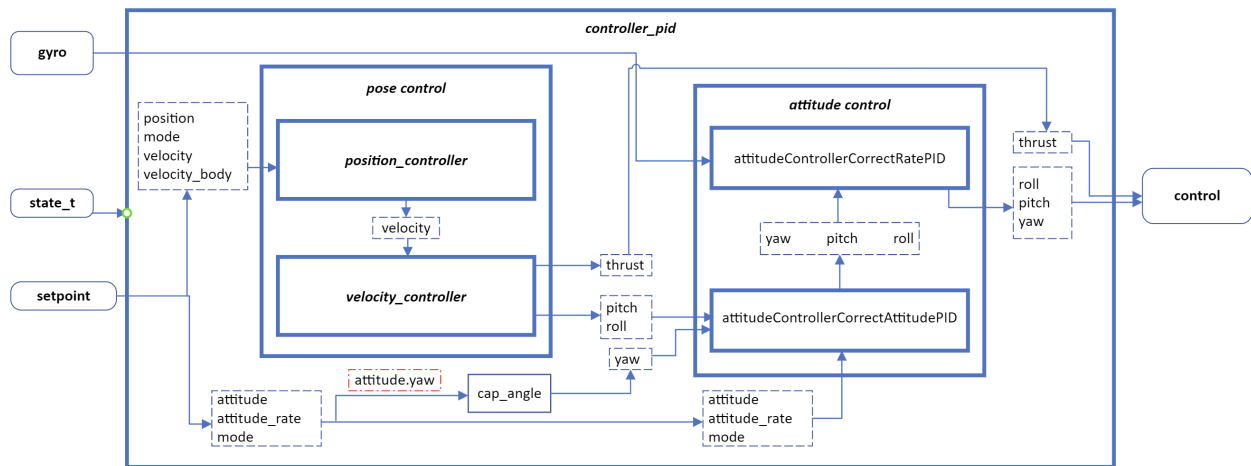 controller_pid
gyro
pose control
attitude control
position
mode
velocity
velocity_body
position_controller
attitudeControllerCorrectRatePID
thrust
roll
pitch
yaw
control
state_t
velocity
yaw pitch roll
setpoint
velocity_controller
thrust
pitch
roll
attitudeControllerCorrectAttitudePID
yaw
attitude.yaw
cap_angle
attitude
attitude_rate
mode
attitude
attitude_rate
mode